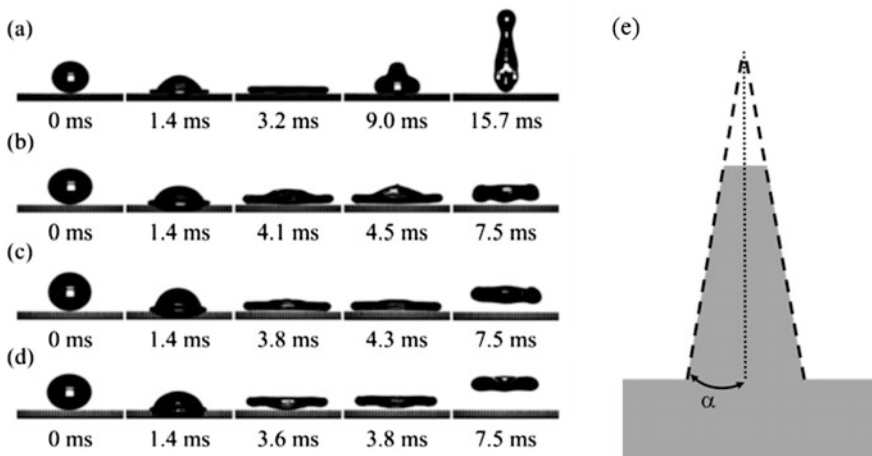 (a)
0 ms 1.4 ms 3.2 ms 9.0 ms 15.7 ms
(b)
0 ms 1.4 ms 4.1 ms 4.5 ms 7.5 ms
(c)
0 ms 1.4 ms 3.8 ms 4.3 ms 7.5 ms
(d)
0 ms 1.4 ms 3.6 ms 3.8 ms 7.5 ms
(e)
α